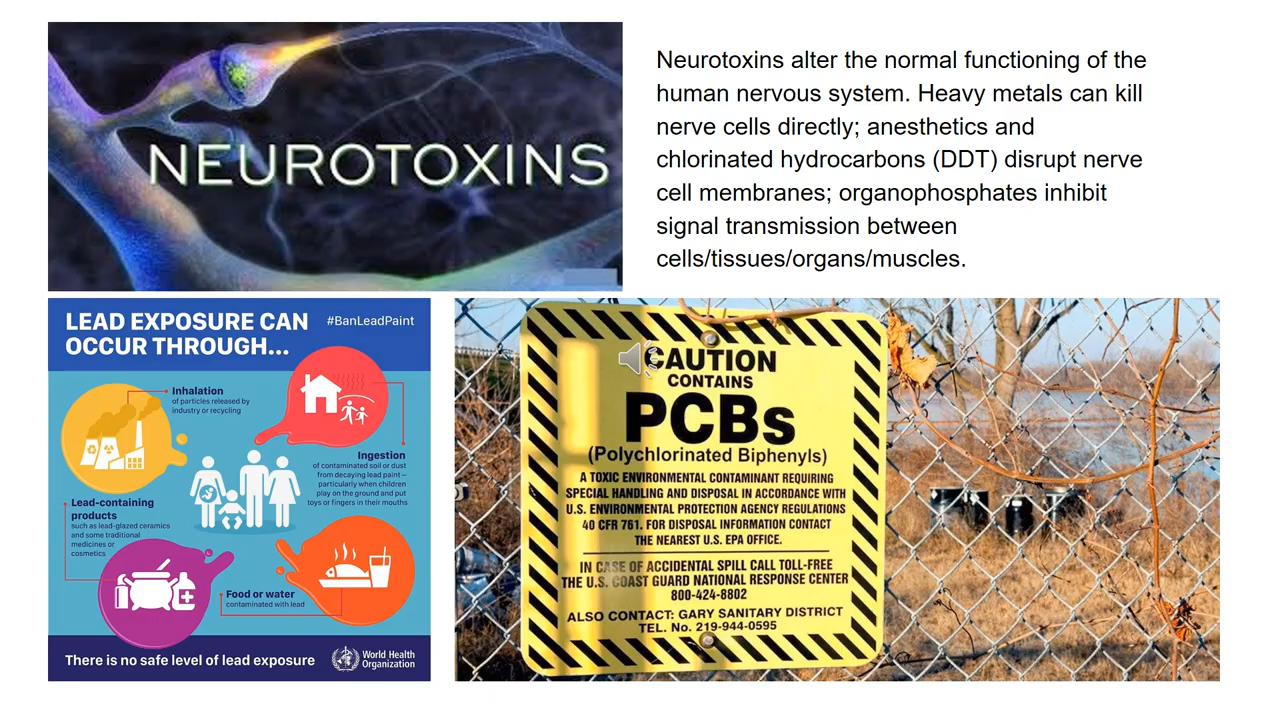 NEUROTOXINS
Neurotoxins alter the normal functioning of the
human nervous system. Heavy metals can kill
nerve cells directly; anesthetics and
chlorinated hydrocarbons (DDT) disrupt nerve
cell membranes; organophosphates inhibit
signal transmission between
cells/tissues/organs/muscles.
LEAD EXPOSURE CAN
OCCUR THROUGH...
#BanLeadPaint
Inhalation
of particles released by
industry or recycling
Ingestion
of contaminated soil or dust
from decaying lead paint –
particularly when children
play on the ground and put
toys or fingers in their mouths
Lead-containing
products
such as lead-glazed ceramics
and some traditional
medicines or
cosmetics
Food or water
contaminated with lead
There is no safe level of lead exposure
World Health
Organization
CAUTION
CONTAINS
PCBs
(Polychlorinated Biphenyls)
A TOXIC ENVIRONMENTAL CONTAMINANT REQUIRING
SPECIAL HANDLING AND DISPOSAL IN ACCORDANCE WITH
U.S. ENVIRONMENTAL PROTECTION AGENCY REGULATIONS
40 CFR 761. FOR DISPOSAL INFORMATION CONTACT
THE NEAREST U.S. EPA OFFICE.
IN CASE OF ACCIDENTAL SPILL CALL TOLL-FREE
THE U.S. COAST GUARD NATIONAL RESPONSE CENTER
800-424-8802
ALSO CONTACT: GARY SANITARY DISTRICT
TEL. No. 219-944-0595